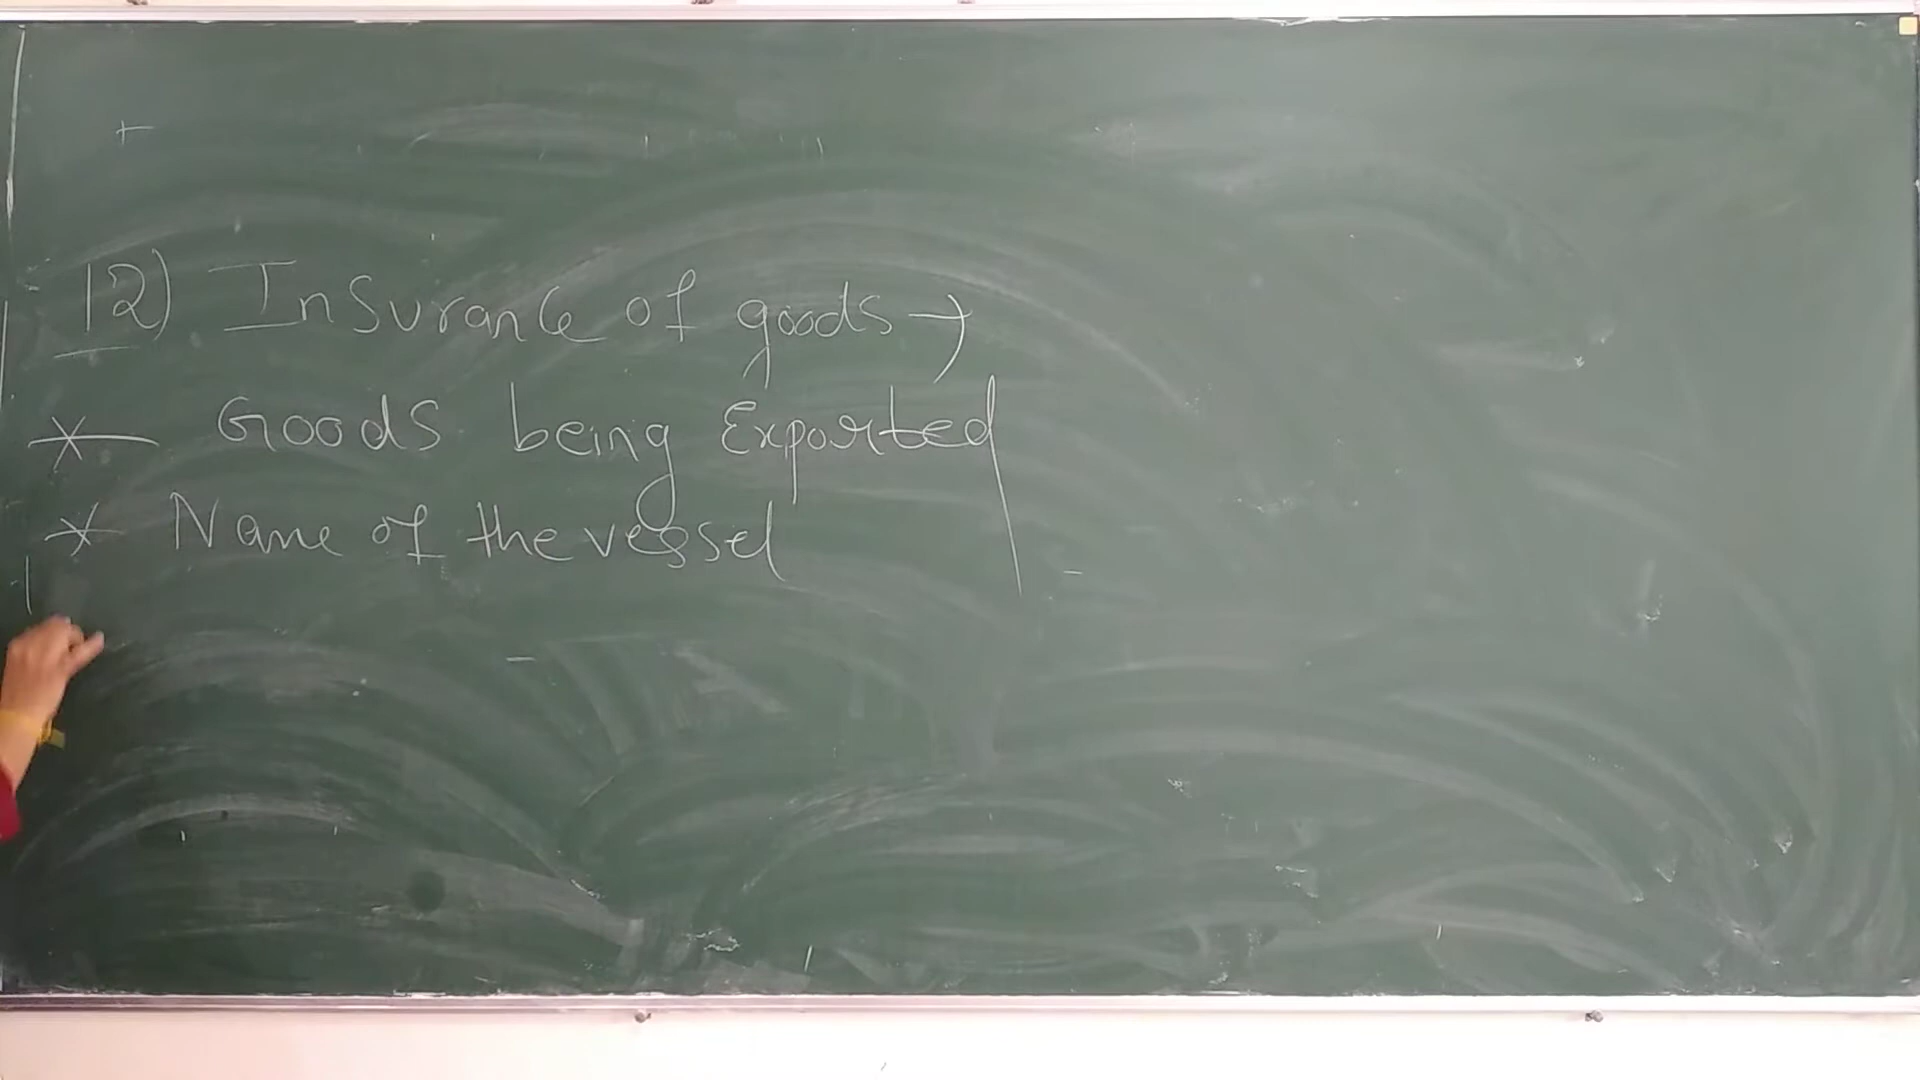 12) Insurance of goods →
* Goods being Exported
* Name of the vessel